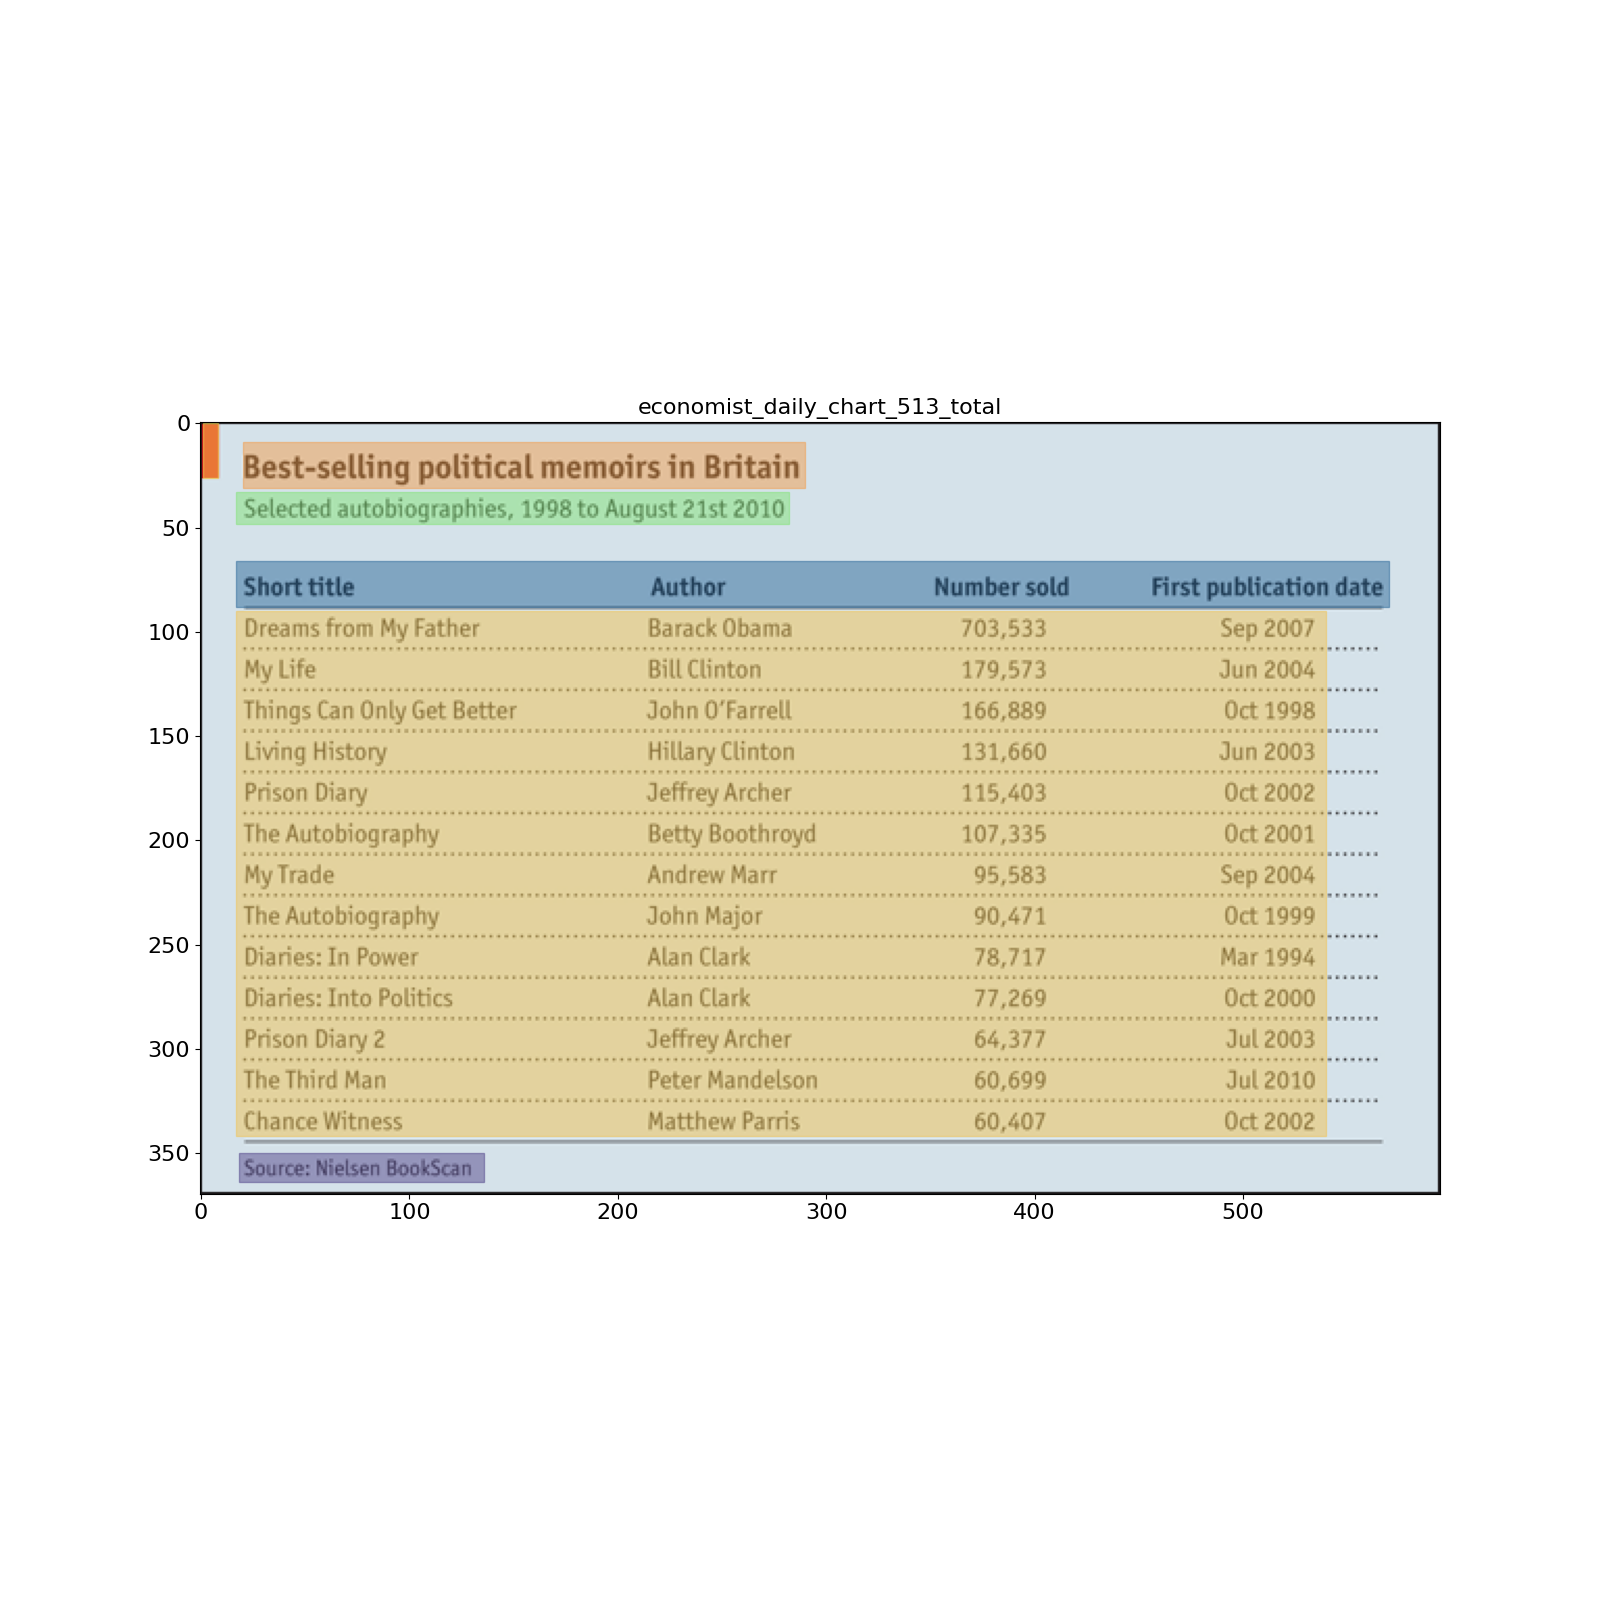 economist_daily_chart_513_total
Best-selling political memoirs in Britain
Selected autobiographies, 1998 to August 21st 2010
Short title Author Number sold First publication date
Dreams from My Father Barack Obama 703,533 Sep 2007
My Life Bill Clinton 179,573 Jun 2004
Things Can Only Get Better John O’Farrell 166,889 Oct 1998
Living History Hillary Clinton 131,660 Jun 2003
Prison Diary Jeffrey Archer 115,403 Oct 2002
The Autobiography Betty Boothroyd 107,335 Oct 2001
My Trade Andrew Marr 95,583 Sep 2004
The Autobiography John Major 90,471 Oct 1999
Diaries: In Power Alan Clark 78,717 Mar 1994
Diaries: Into Politics Alan Clark 77,269 Oct 2000
Prison Diary 2 Jeffrey Archer 64,377 Jul 2003
The Third Man Peter Mandelson 60,699 Jul 2010
Chance Witness Matthew Parris 60,407 Oct 2002
Source: Nielsen BookScan
0
50
100
150
200
250
300
350
0 100 200 300 400 500